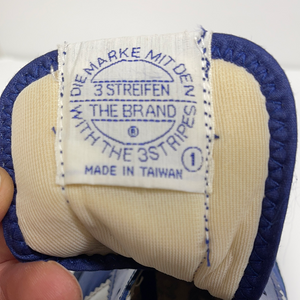 DIE MARKE MIT DEN
3 STREIFEN
THE BRAND
®
WITH THE 3 STRIPES
1
MADE IN TAIWAN